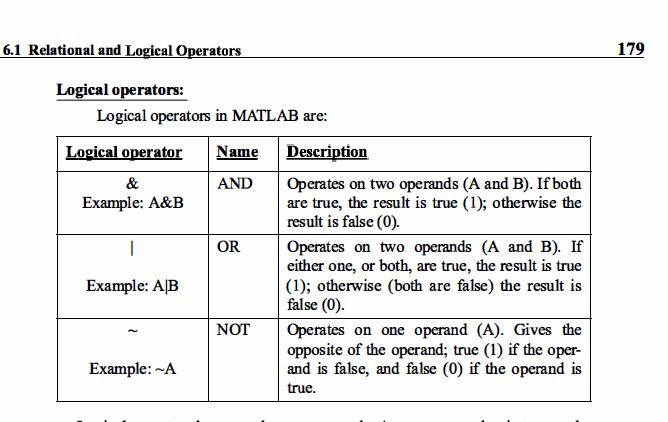 6.1 Relational and Logical Operators 179
Logical operators:
Logical operators in MATLAB are:
Logical operator Name Description
& AND Operates on two operands (A and B). If both
Example: A&B are true, the result is true (1); otherwise the
result is false (0).
| OR Operates on two operands (A and B). If
either one, or both, are true, the result is true
Example: A|B (1); otherwise (both are false) the result is
false (0).
~ NOT Operates on one operand (A). Gives the
opposite of the operand; true (1) if the oper-
Example: ~A and is false, and false (0) if the operand is
true.